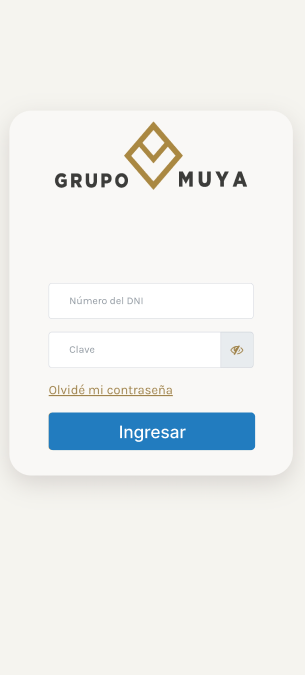 GRUPO MUYA
Número del DNI
Clave
Olvidé mi contraseña
Ingresar